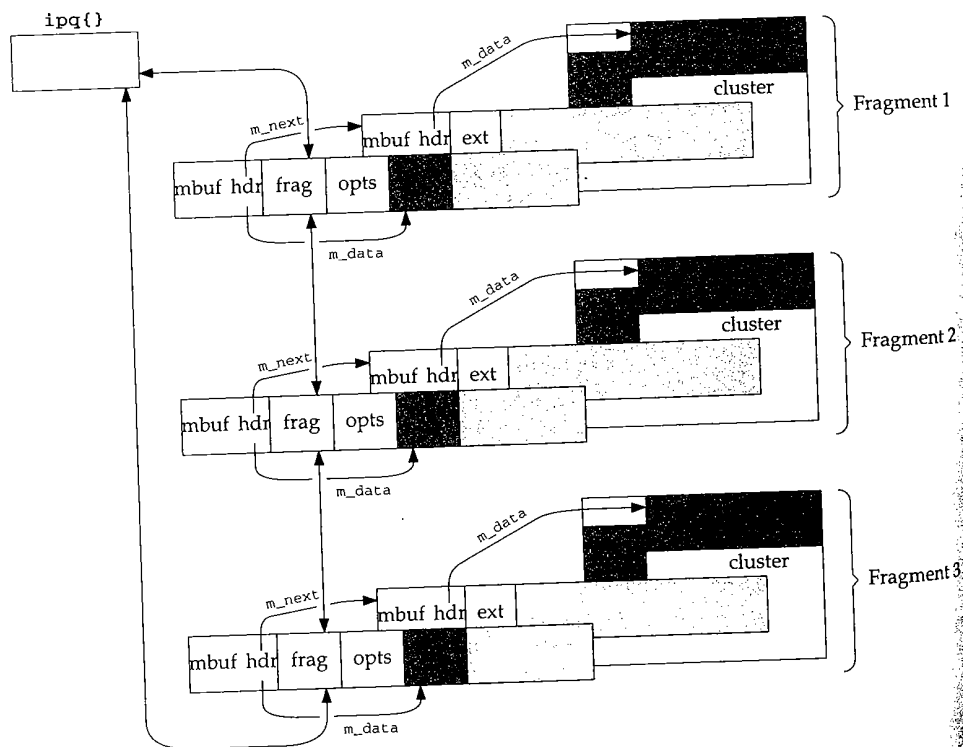 ipq{}
m_data
cluster
Fragment 1
m_next
mbuf hdr ext
mbuf hdr frag opts
m_data
m_data
cluster
Fragment 2
m_next
mbuf hdr ext
mbuf hdr frag opts
m_data
m_data
cluster
Fragment 3
m_next
mbuf hdr ext
mbuf hdr frag opts
m_data